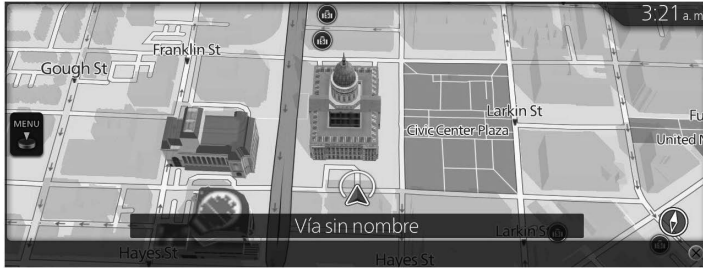 3:21 a. m
Franklin St
Gough St
Larkin St
Civic Center Plaza
Fu
United N
MENU
Vía sin nombre
Larkin St
Hayes St
Hayes St